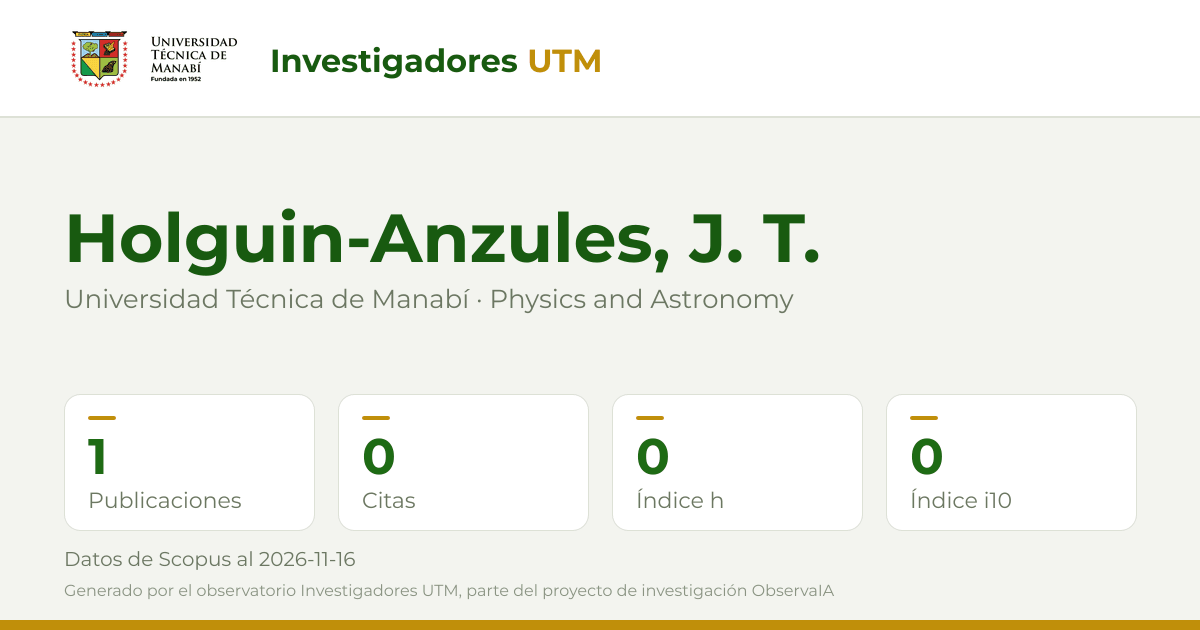 UNIVERSIDAD
TÉCNICA DE
MANABÍ
Fundada en 1952
Investigadores UTM
Holguin-Anzules, J. T.
Universidad Técnica de Manabí · Physics and Astronomy
1
Publicaciones
0
Citas
0
Índice h
0
Índice i10
Datos de Scopus al 2026-11-16
Generado por el observatorio Investigadores UTM, parte del proyecto de investigación ObservaIA